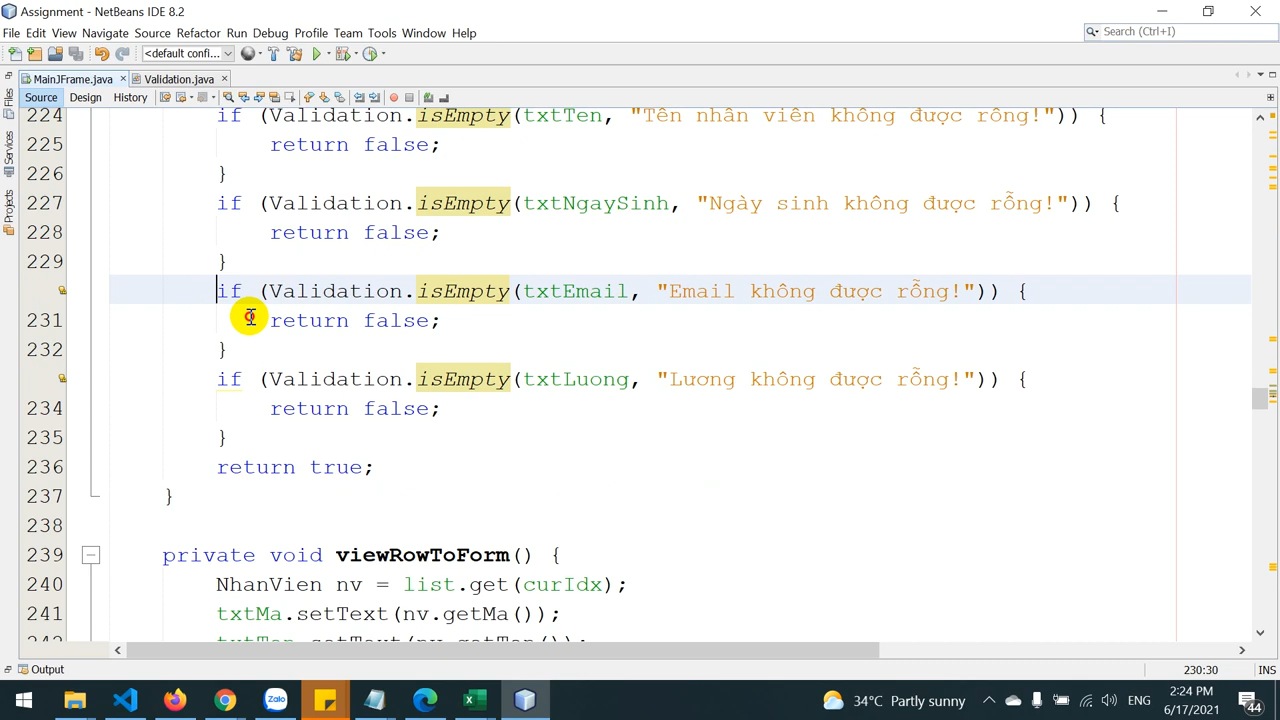 Assignment - NetBeans IDE 8.2
File Edit View Navigate Source Refactor Run Debug Profile Team Tools Window Help
Search (Ctrl+I)
<default confi...
MainJFrame.java Validation.java
Source Design History
Files
Services
Projects
224 if (Validation.isEmpty(txtTen, "Tên nhân viên không được rông!")) {
225 return false;
226 }
227 if (Validation.isEmpty(txtNgaySinh, "Ngày sinh không được rỗng!")) {
228 return false;
229 }
if (Validation.isEmpty(txtEmail, "Email không được rỗng!")) {
231 return false;
232 }
if (Validation.isEmpty(txtLuong, "Lương không được rỗng!")) {
234 return false;
235 }
236 return true;
237 }
238
239 private void viewRowToForm() {
240 NhanVien nv = list.get(curIdx);
241 txtMa.setText(nv.getMa());
Output
230:30 INS
Zalo
34°C Partly sunny
ENG
2:24 PM
6/17/2021
44